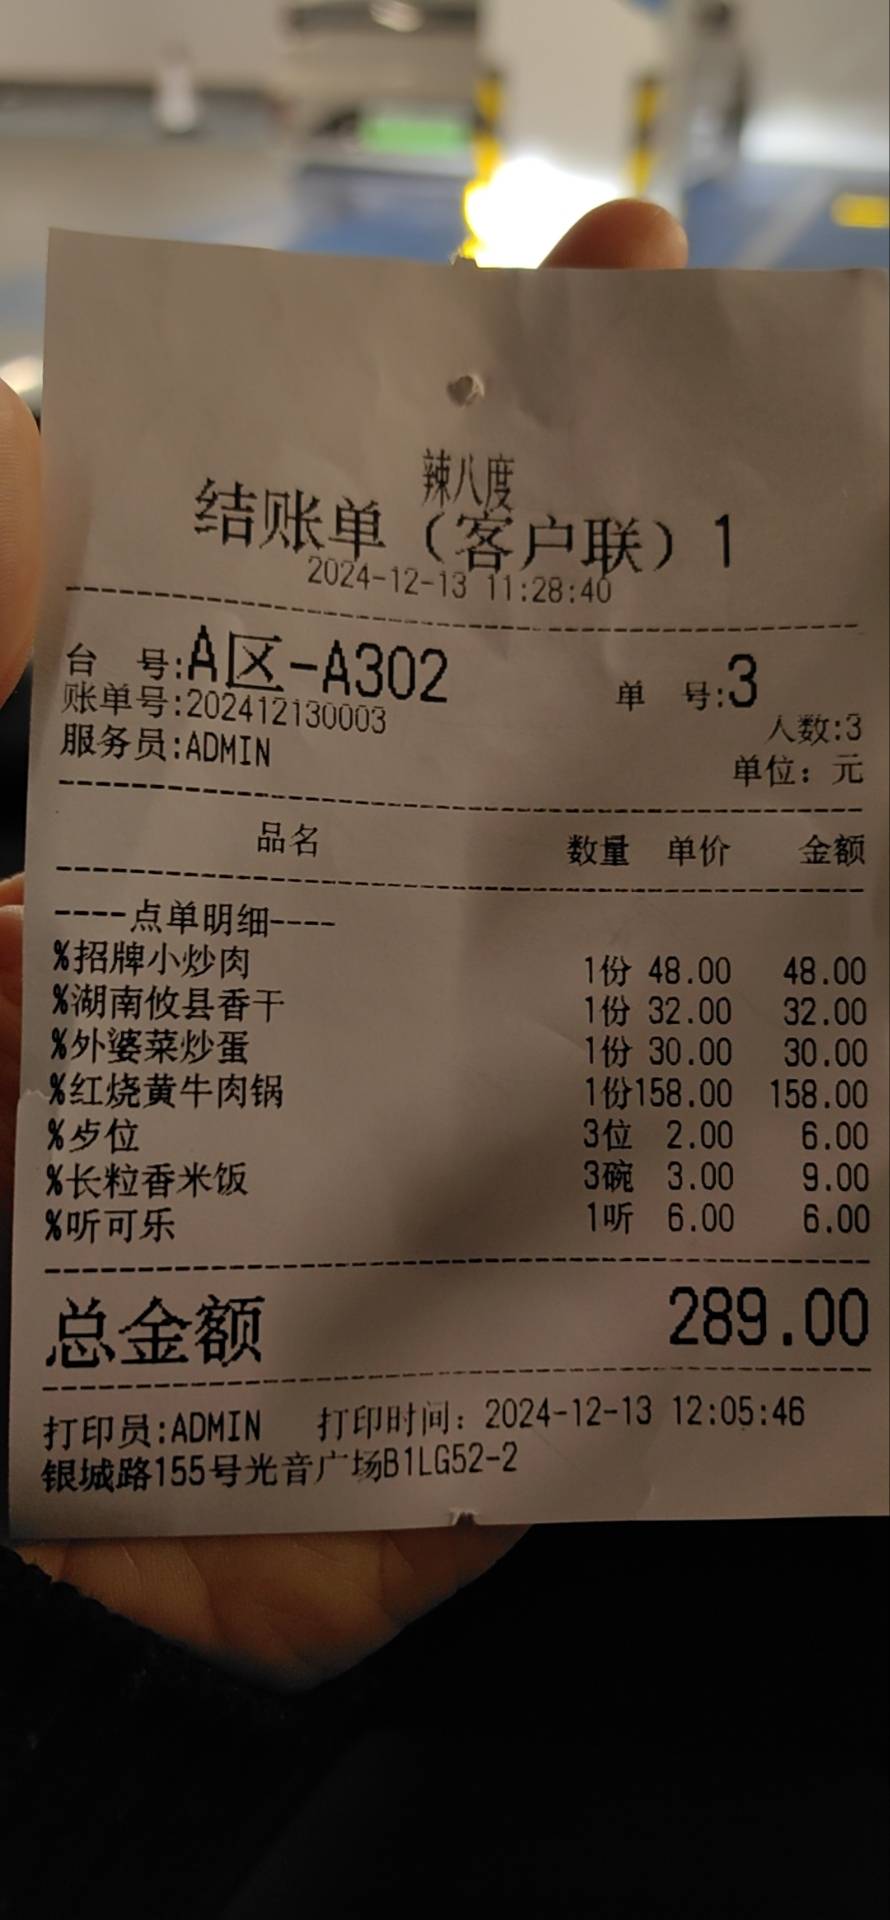 辣八度
结账单（客户联）1
2024-12-13 11:28:40
台 号:A区-A302 单 号:3
账单号:202412130003 人数:3
服务员:ADMIN 单位：元
品名 数量 单价 金额
----点单明细----
%招牌小炒肉 1份 48.00 48.00
%湖南攸县香干 1份 32.00 32.00
%外婆菜炒蛋 1份 30.00 30.00
%红烧黄牛肉锅 1份158.00 158.00
%歺位 3位 2.00 6.00
%长粒香米饭 3碗 3.00 9.00
%听可乐 1听 6.00 6.00
总金额 289.00
打印员:ADMIN 打印时间：2024-12-13 12:05:46
银城路155号光音广场B1LG52-2